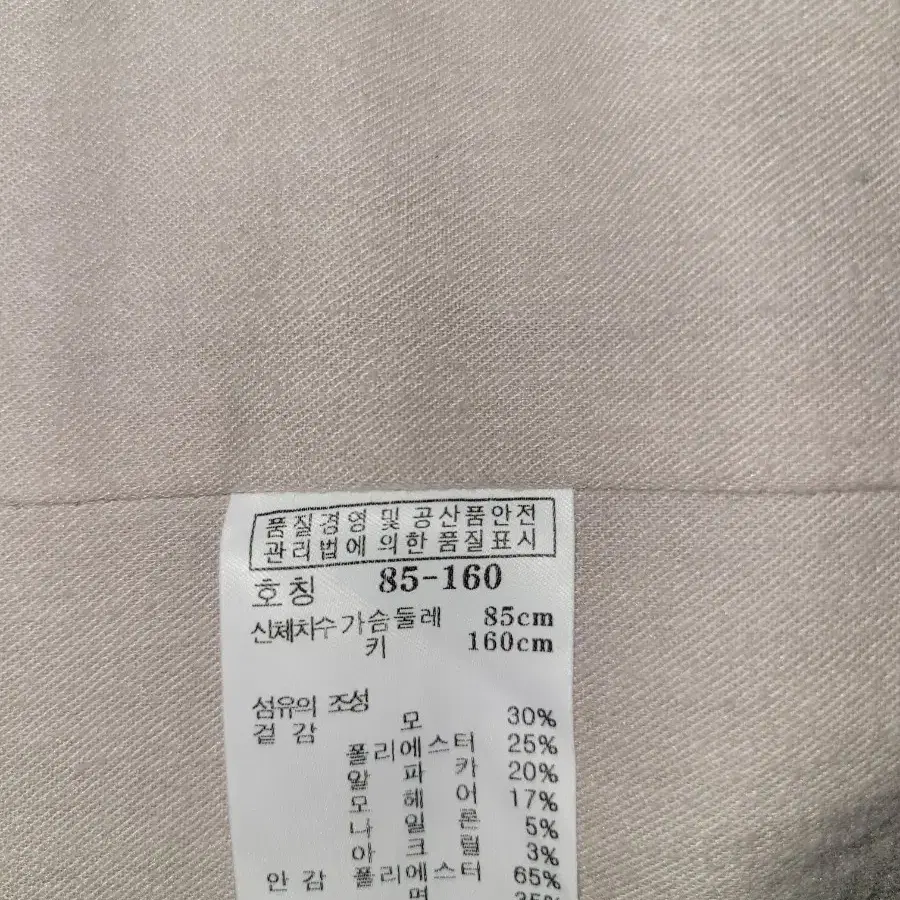 품질경영 및 공산품안전
관리법에 의한 품질표시
호칭 85-160
신체차수 가슴둘레 85cm
키 160cm
섬유의 조성
겉감 모 30%
폴리에스터 25%
알파카 20%
모헤어 17%
나일론 5%
아크릴 3%
안감 폴리에스터 65%
면 35%